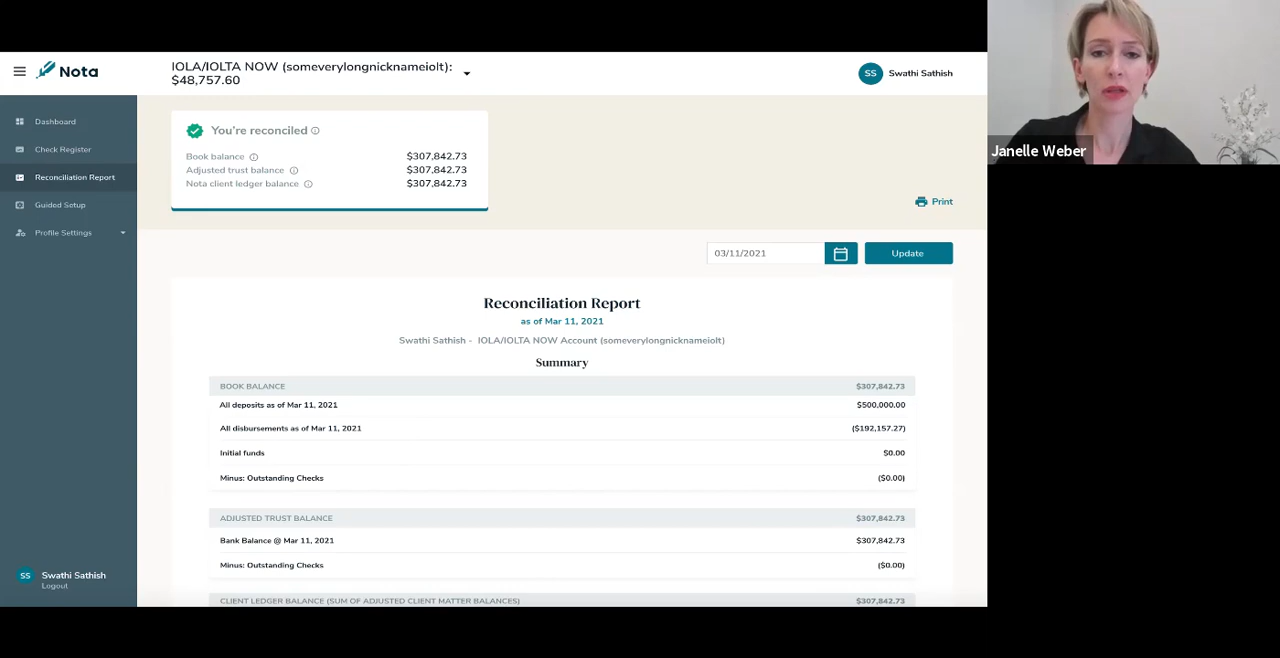 Nota
IOLA/IOLTA NOW (someverylongnicknameiolt):
$48,757.60
SS Swathi Sathish
Janelle Weber
Dashboard
Check Register
Reconciliation Report
Guided Setup
Profile Settings
SS Swathi Sathish
Logout
You're reconciled
Book balance $307,842.73
Adjusted trust balance $307,842.73
Nota client ledger balance $307,842.73
Print
03/11/2021 Update
Reconciliation Report
as of Mar 11, 2021
Swathi Sathish - IOLA/IOLTA NOW Account (someverylongnicknameiolt)
Summary
BOOK BALANCE $307,842.73
All deposits as of Mar 11, 2021 $500,000.00
All disbursements as of Mar 11, 2021 ($192,157.27)
Initial funds $0.00
Minus: Outstanding Checks ($0.00)
ADJUSTED TRUST BALANCE $307,842.73
Bank Balance @ Mar 11, 2021 $307,842.73
Minus: Outstanding Checks ($0.00)
CLIENT LEDGER BALANCE (SUM OF ADJUSTED CLIENT MATTER BALANCES) $307,842.73